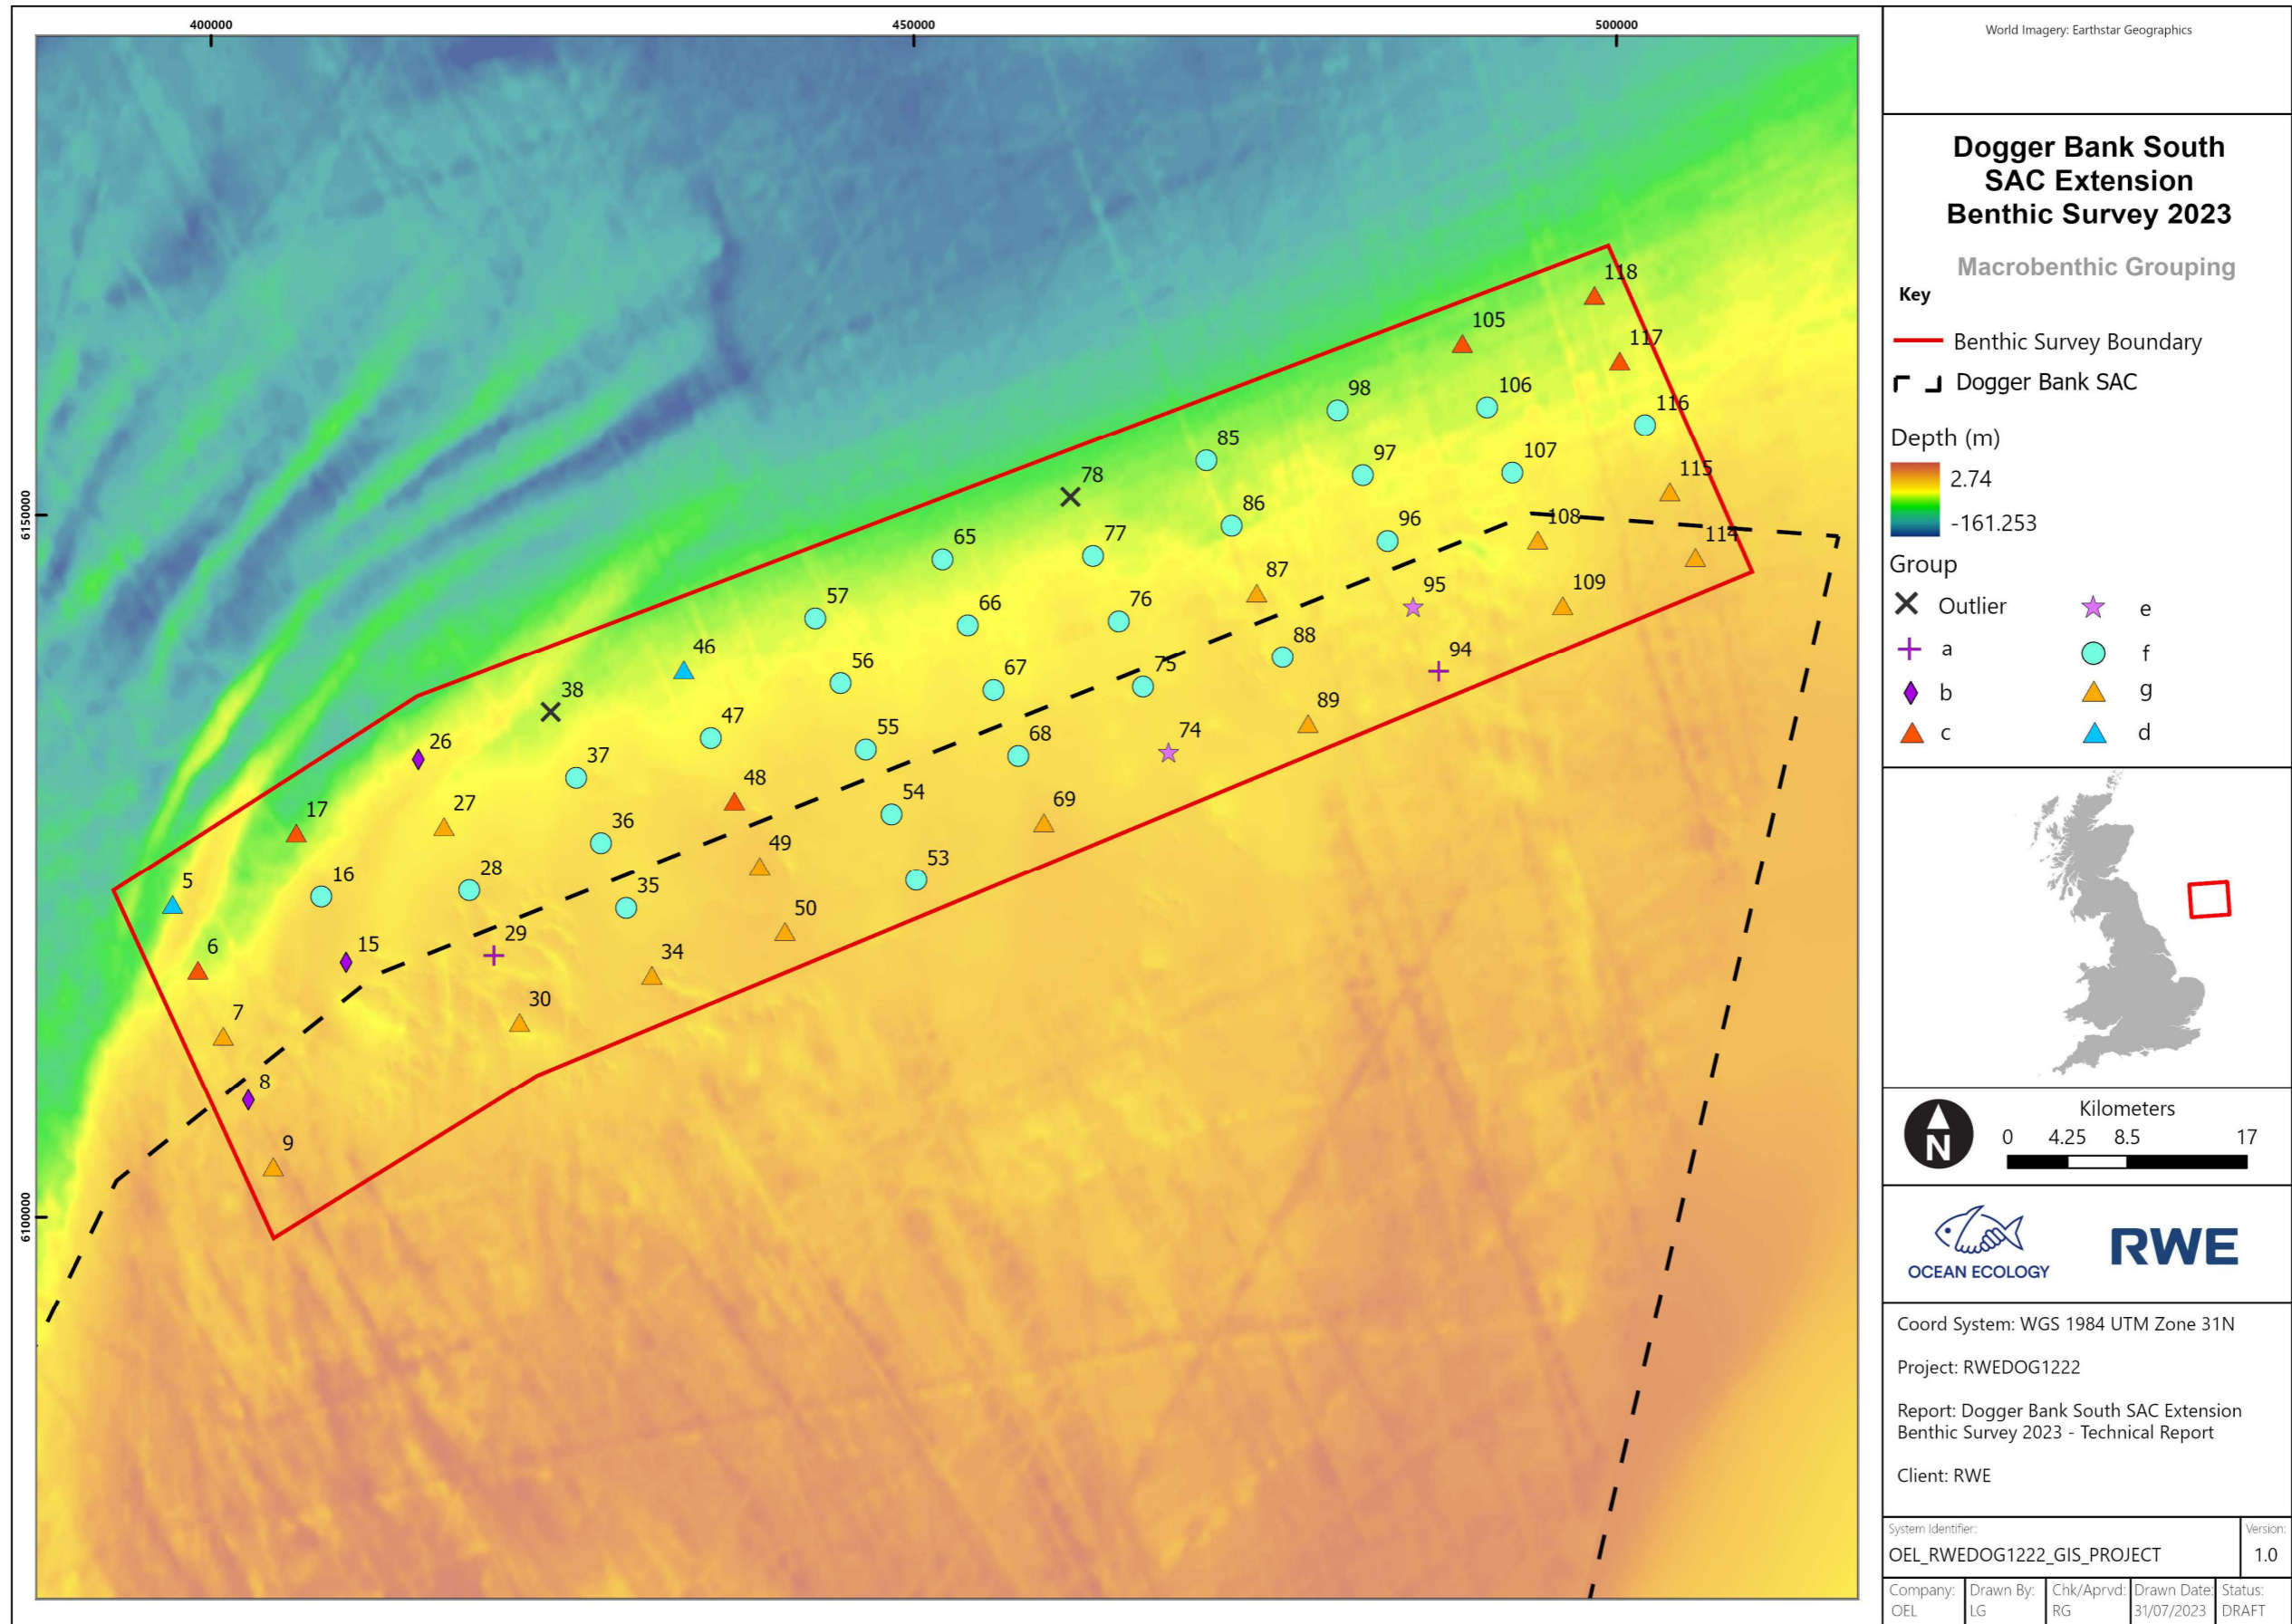 400000
450000
500000
6150000
6100000
118
105
117
98
106
116
85
97
107
115
78
86
96
108
114
65
77
87
95
109
57
66
76
88
94
46
56
67
75
89
38
47
55
68
74
26
37
48
54
69
17
27
36
49
53
5
16
28
35
50
6
15
29
34
7
30
8
9
World Imagery: Earthstar Geographics
Dogger Bank South
SAC Extension
Benthic Survey 2023
Macrobenthic Grouping
Key
Benthic Survey Boundary
Dogger Bank SAC
Depth (m)
2.74
-161.253
Group
Outlier
e
a
f
b
g
c
d
N
Kilometers
0 4.25 8.5 17
OCEAN ECOLOGY
RWE
Coord System: WGS 1984 UTM Zone 31N
Project: RWEDOG1222
Report: Dogger Bank South SAC Extension
Benthic Survey 2023 - Technical Report
Client: RWE
System Identifier:
Version:
OEL_RWEDOG1222_GIS_PROJECT
1.0
Company: Drawn By: Chk/Aprvd: Drawn Date: Status:
OEL LG RG 31/07/2023 DRAFT